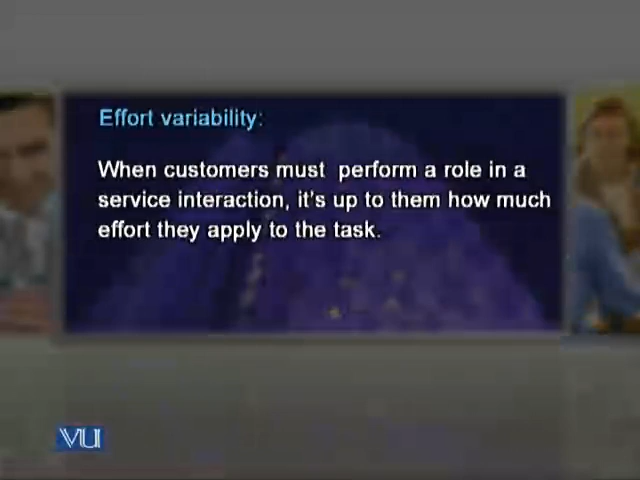 Effort variability:
When customers must perform a role in a
service interaction, it's up to them how much
effort they apply to the task.
VU